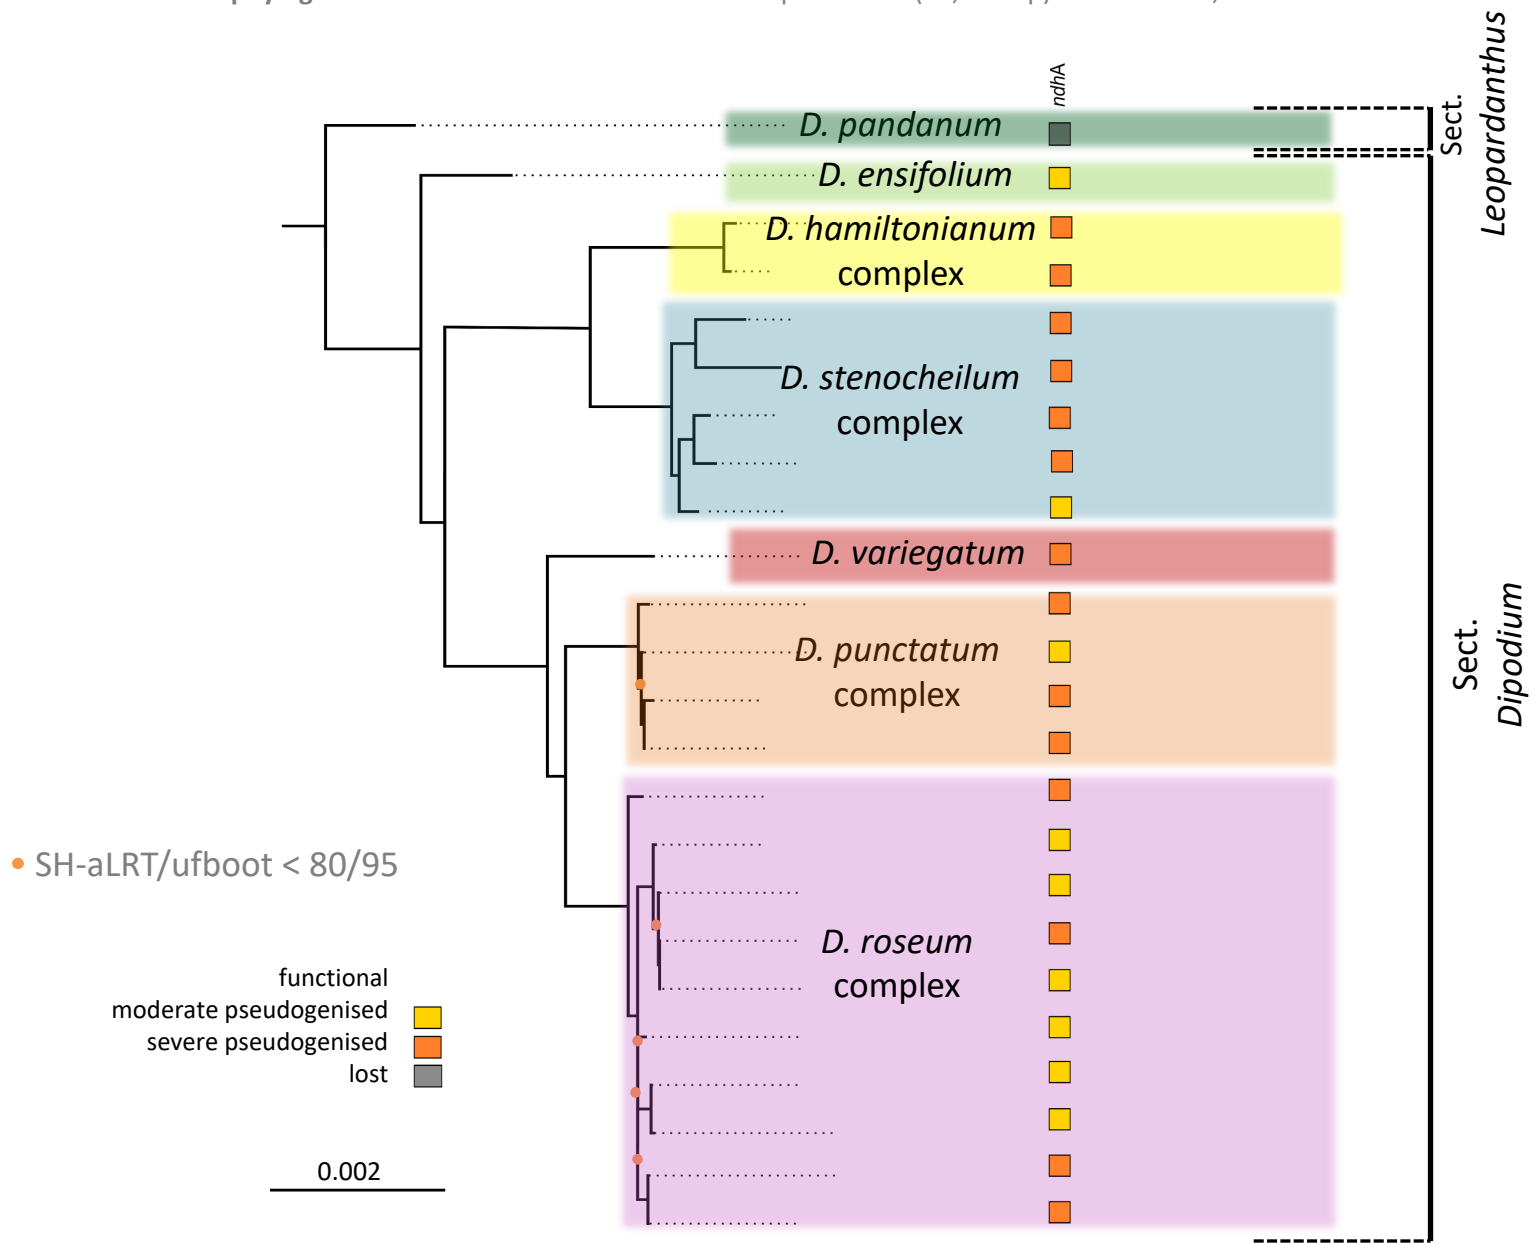 ndhA
D. pandanum
D. ensifolium
D. hamiltonianum
complex
D. stenocheilum
complex
D. variegatum
D. punctatum
complex
D. roseum
complex
Sect.
Leopardanthus
Sect.
Dipodium
SH-aLRT/ufboot < 80/95
functional
moderate pseudogenised
severe pseudogenised
lost
0.002